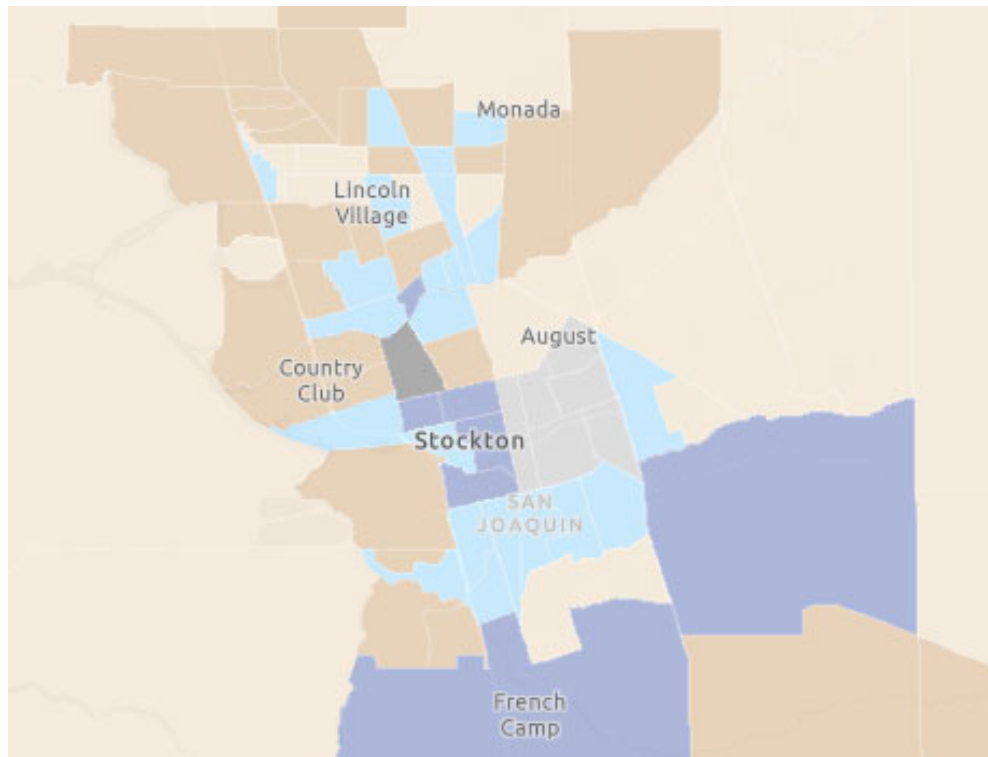 Monada
Lincoln
Village
August
Country
Club
Stockton
SAN
JOAQUIN
French
Camp